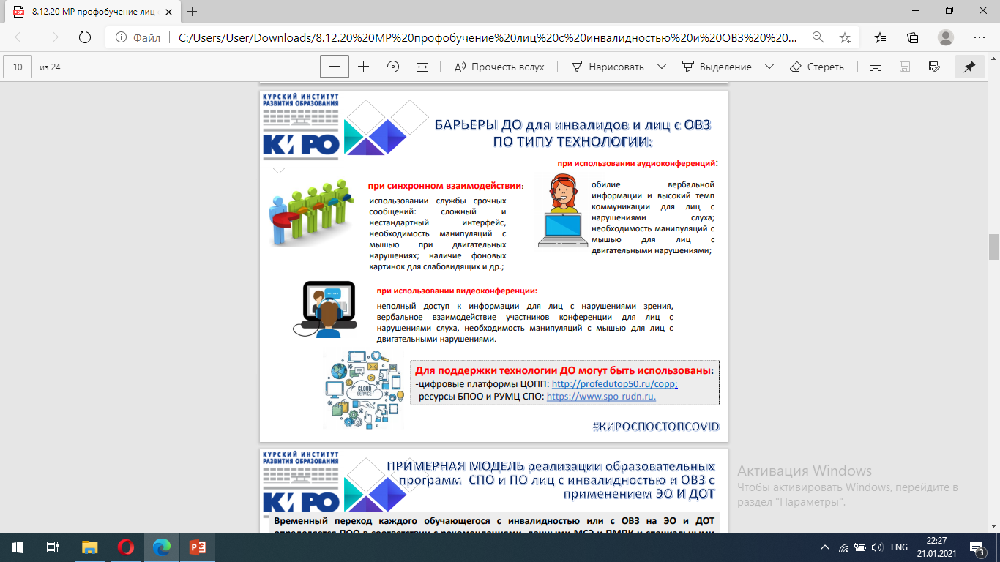 8.12.20 МР профобучение лиц
Файл
C:/Users/User/Downloads/8.12.20%20МР%20профобучение%20лиц%20с%20инвалидностью%20и%20ОВЗ%20%20...
10 из 24
Прочесть вслух
Нарисовать
Выделение
Стереть
КУРСКИЙ ИНСТИТУТ
РАЗВИТИЯ ОБРАЗОВАНИЯ
КИРО
БАРЬЕРЫ ДО для инвалидов и лиц с ОВЗ
ПО ТИПУ ТЕХНОЛОГИИ:
при использовании аудиоконференций:
обилие вербальной
информации и высокий темп
коммуникации для лиц с
нарушениями слуха;
необходимость манипуляций с
мышью для лиц с
двигательными нарушениями;
при синхронном взаимодействии:
использовании службы срочных
сообщений: сложный и
нестандартный интерфейс,
необходимость манипуляций с
мышью при двигательных
нарушениях; наличие фоновых
картинок для слабовидящих и др.;
при использовании видеоконференции:
неполный доступ к информации для лиц с нарушениями зрения,
вербальное взаимодействие участников конференции для лиц с
нарушениями слуха, необходимость манипуляций с мышью для лиц с
двигательными нарушениями.
CLOUD
SERVICE
Для поддержки технологии ДО могут быть использованы:
-цифровые платформы ЦОПП: http://profedutop50.ru/copp;
-ресурсы БПОО и РУМЦ СПО: https://www.spo-rudn.ru.
#КИРОСПОСТОПCOVID
КУРСКИЙ ИНСТИТУТ
РАЗВИТИЯ ОБРАЗОВАНИЯ
КИРО
ПРИМЕРНАЯ МОДЕЛЬ реализации образовательных
программ СПО и ПО лиц с инвалидностью и ОВЗ с
применением ЭО И ДОТ
Временный переход каждого обучающегося с инвалидностью или с ОВЗ на ЭО и ДОТ
Активация Windows
Чтобы активировать Windows, перейдите в
раздел "Параметры".
ENG
22:27
21.01.2021
3